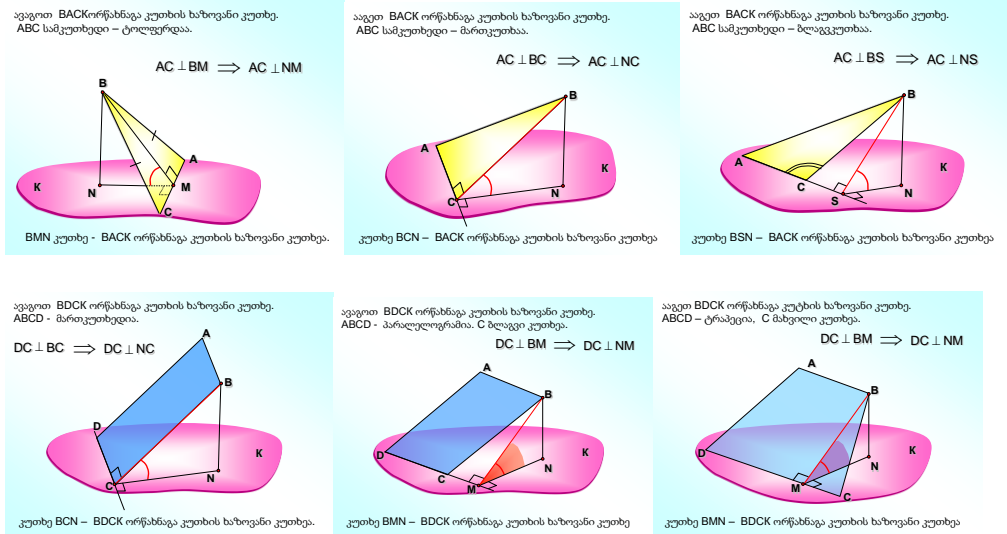 ავაგოთ BACKორწახნაგა კუთხის ხაზოვანი კუთხე.
ABC სამკუთხედი – ტოლფერდაა.
AC ⊥ BM ⟹ AC ⊥ NM
B
A
K
N
M
C
BMN კუთხე - BACK ორწახნაგა კუთხის ხაზოვანი კუთხეა.
ააგეთ BACK ორწახნაგა კუთხის ხაზოვანი კუთხე.
ABC სამკუთხედი – მართკუთხაა.
AC ⊥ BC ⟹ AC ⊥ NC
B
A
K
N
C
კუთხე BCN – BACK ორწახნაგა კუთხის ხაზოვანი კუთხეა
ააგეთ BACK ორწახნაგა კუთხის ხაზოვანი კუთხე.
ABC სამკუთხედი – ბლაგვკუთხაა.
AC ⊥ BS ⟹ AC ⊥ NS
B
A
K
C
N
S
კუთხე BSN – BACK ორწახნაგა კუთხის ხაზოვანი კუთხეა
ავაგოთ BDCK ორწახნაგა კუთხის ხაზოვანი კუთხე.
ABCD - მართკუთხედია.
DC ⊥ BC ⟹ DC ⊥ NC
A
B
D
K
N
C
კუთხე BCN – BDCK ორწახნაგა კუთხის ხაზოვანი კუთხეა.
ავაგოთ BDCK ორწახნაგა კუთხის ხაზოვანი კუთხე.
ABCD - პარალელოგრამია. C ბლაგვი კუთხეა.
DC ⊥ BM ⟹ DC ⊥ NM
A
B
D
K
N
C
M
კუთხე BMN – BDCK ორწახნაგა კუთხის ხაზოვანი კუთხე
ააგეთ BDCK ორწახნაგა კუტხის ხაზოვანი კუთხე.
ABCD – ტრაპეცია, C მახვილი კუთხეა.
DC ⊥ BM ⟹ DC ⊥ NM
A
B
D
K
N
M
C
კუთხე BMN – BDCK ორწახნაგა კუთხის ხაზოვანი კუთხეა